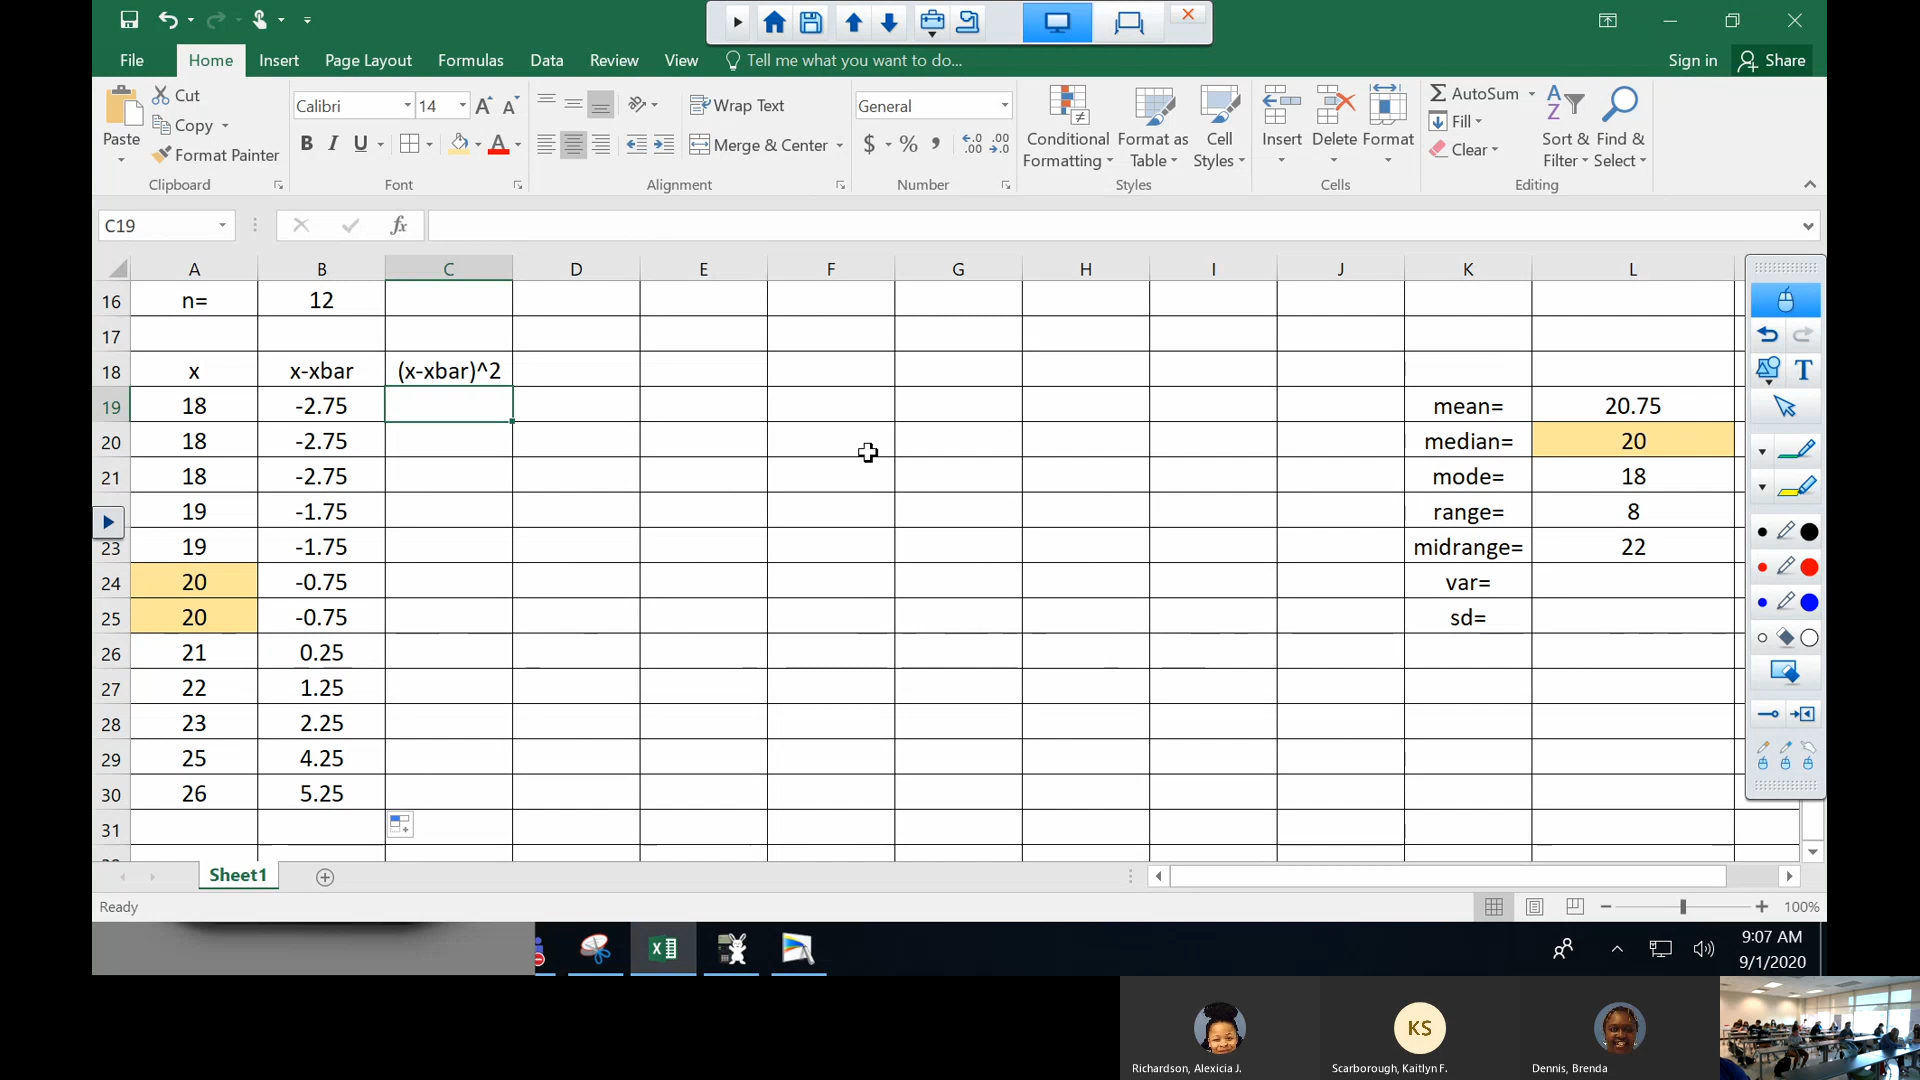 File Home Insert Page Layout Formulas Data Review View Tell me what you want to do... Sign in Share
Paste Cut Copy Format Painter
Clipboard
Calibri 14 A A
B I U A
Font
Wrap Text
Merge & Center
Alignment
General
$ % , .0 .00 .00 .0
Number
Conditional Formatting Format as Table Cell Styles
Styles
Insert Delete Format
Cells
AutoSum Fill Clear Sort & Filter Find & Select
Editing
C19 fx
A B C D E F G H I J K L
16 n= 12
17
18 x x-xbar (x-xbar)^2
19 18 -2.75 mean= 20.75
20 18 -2.75 median= 20
21 18 -2.75 mode= 18
19 -1.75 range= 8
23 19 -1.75 midrange= 22
24 20 -0.75 var=
25 20 -0.75 sd=
26 21 0.25
27 22 1.25
28 23 2.25
29 25 4.25
30 26 5.25
31
Sheet1
Ready 100%
9:07 AM
9/1/2020
KS
Richardson, Alexicia J. Scarborough, Kaitlyn F. Dennis, Brenda